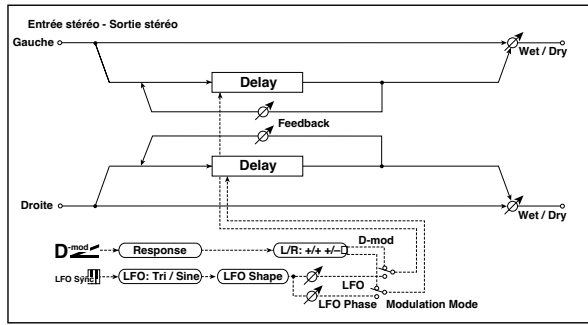 Entrée stéréo - Sortie stéréo
Gauche
Wet / Dry
Delay
Feedback
Delay
Droite
Wet / Dry
D-mod
Response
L/R: +/+ +/–
D-mod
LFO Sync
LFO: Tri / Sine
LFO Shape
LFO
LFO Phase
Modulation Mode